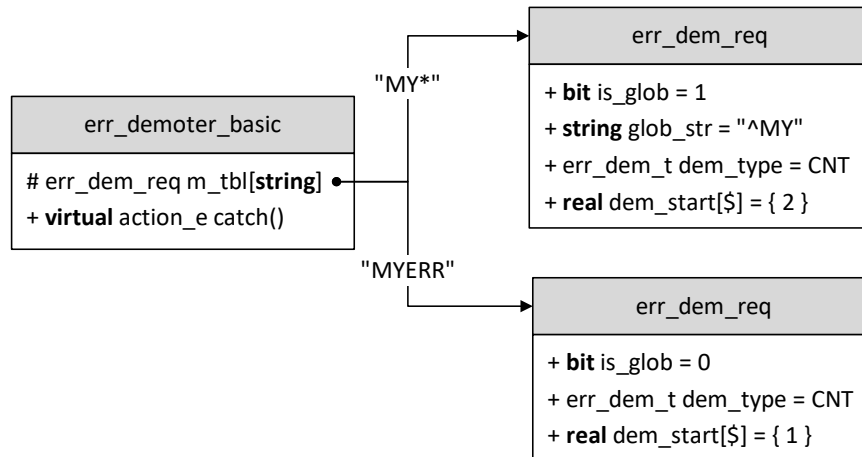 err_demoter_basic
# err_dem_req m_tbl[string]
+ virtual action_e catch()
"MY*"
"MYERR"
err_dem_req
+ bit is_glob = 1
+ string glob_str = "^MY"
+ err_dem_t dem_type = CNT
+ real dem_start[$] = { 2 }
err_dem_req
+ bit is_glob = 0
+ err_dem_t dem_type = CNT
+ real dem_start[$] = { 1 }